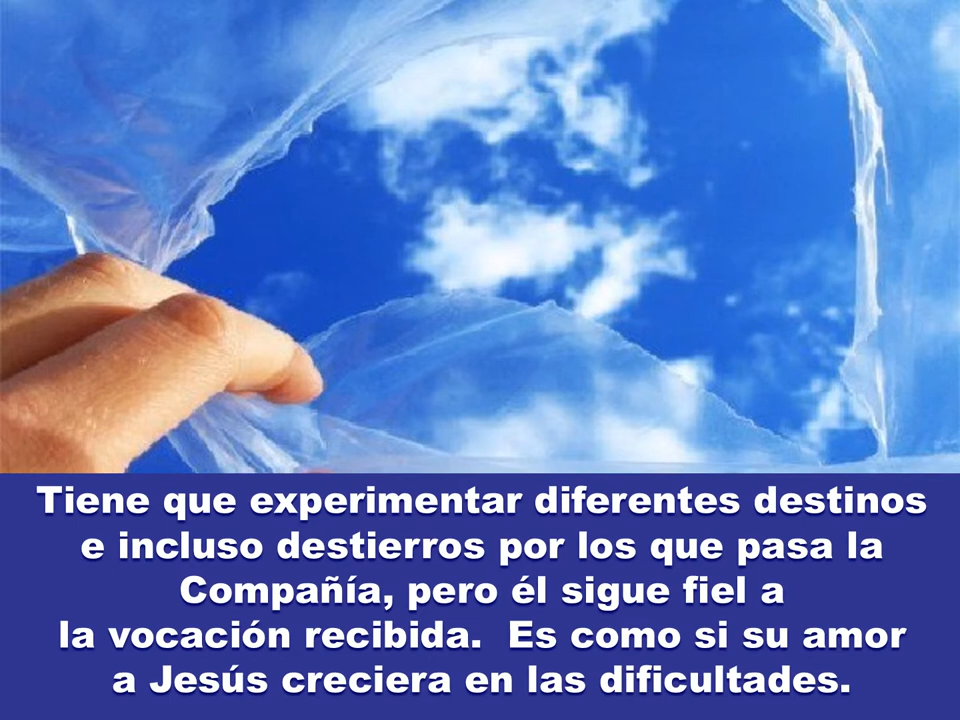 Tiene que experimentar diferentes destinos
e incluso destierros por los que pasa la
Compañía, pero él sigue fiel a
la vocación recibida.  Es como si su amor
a Jesús creciera en las dificultades.